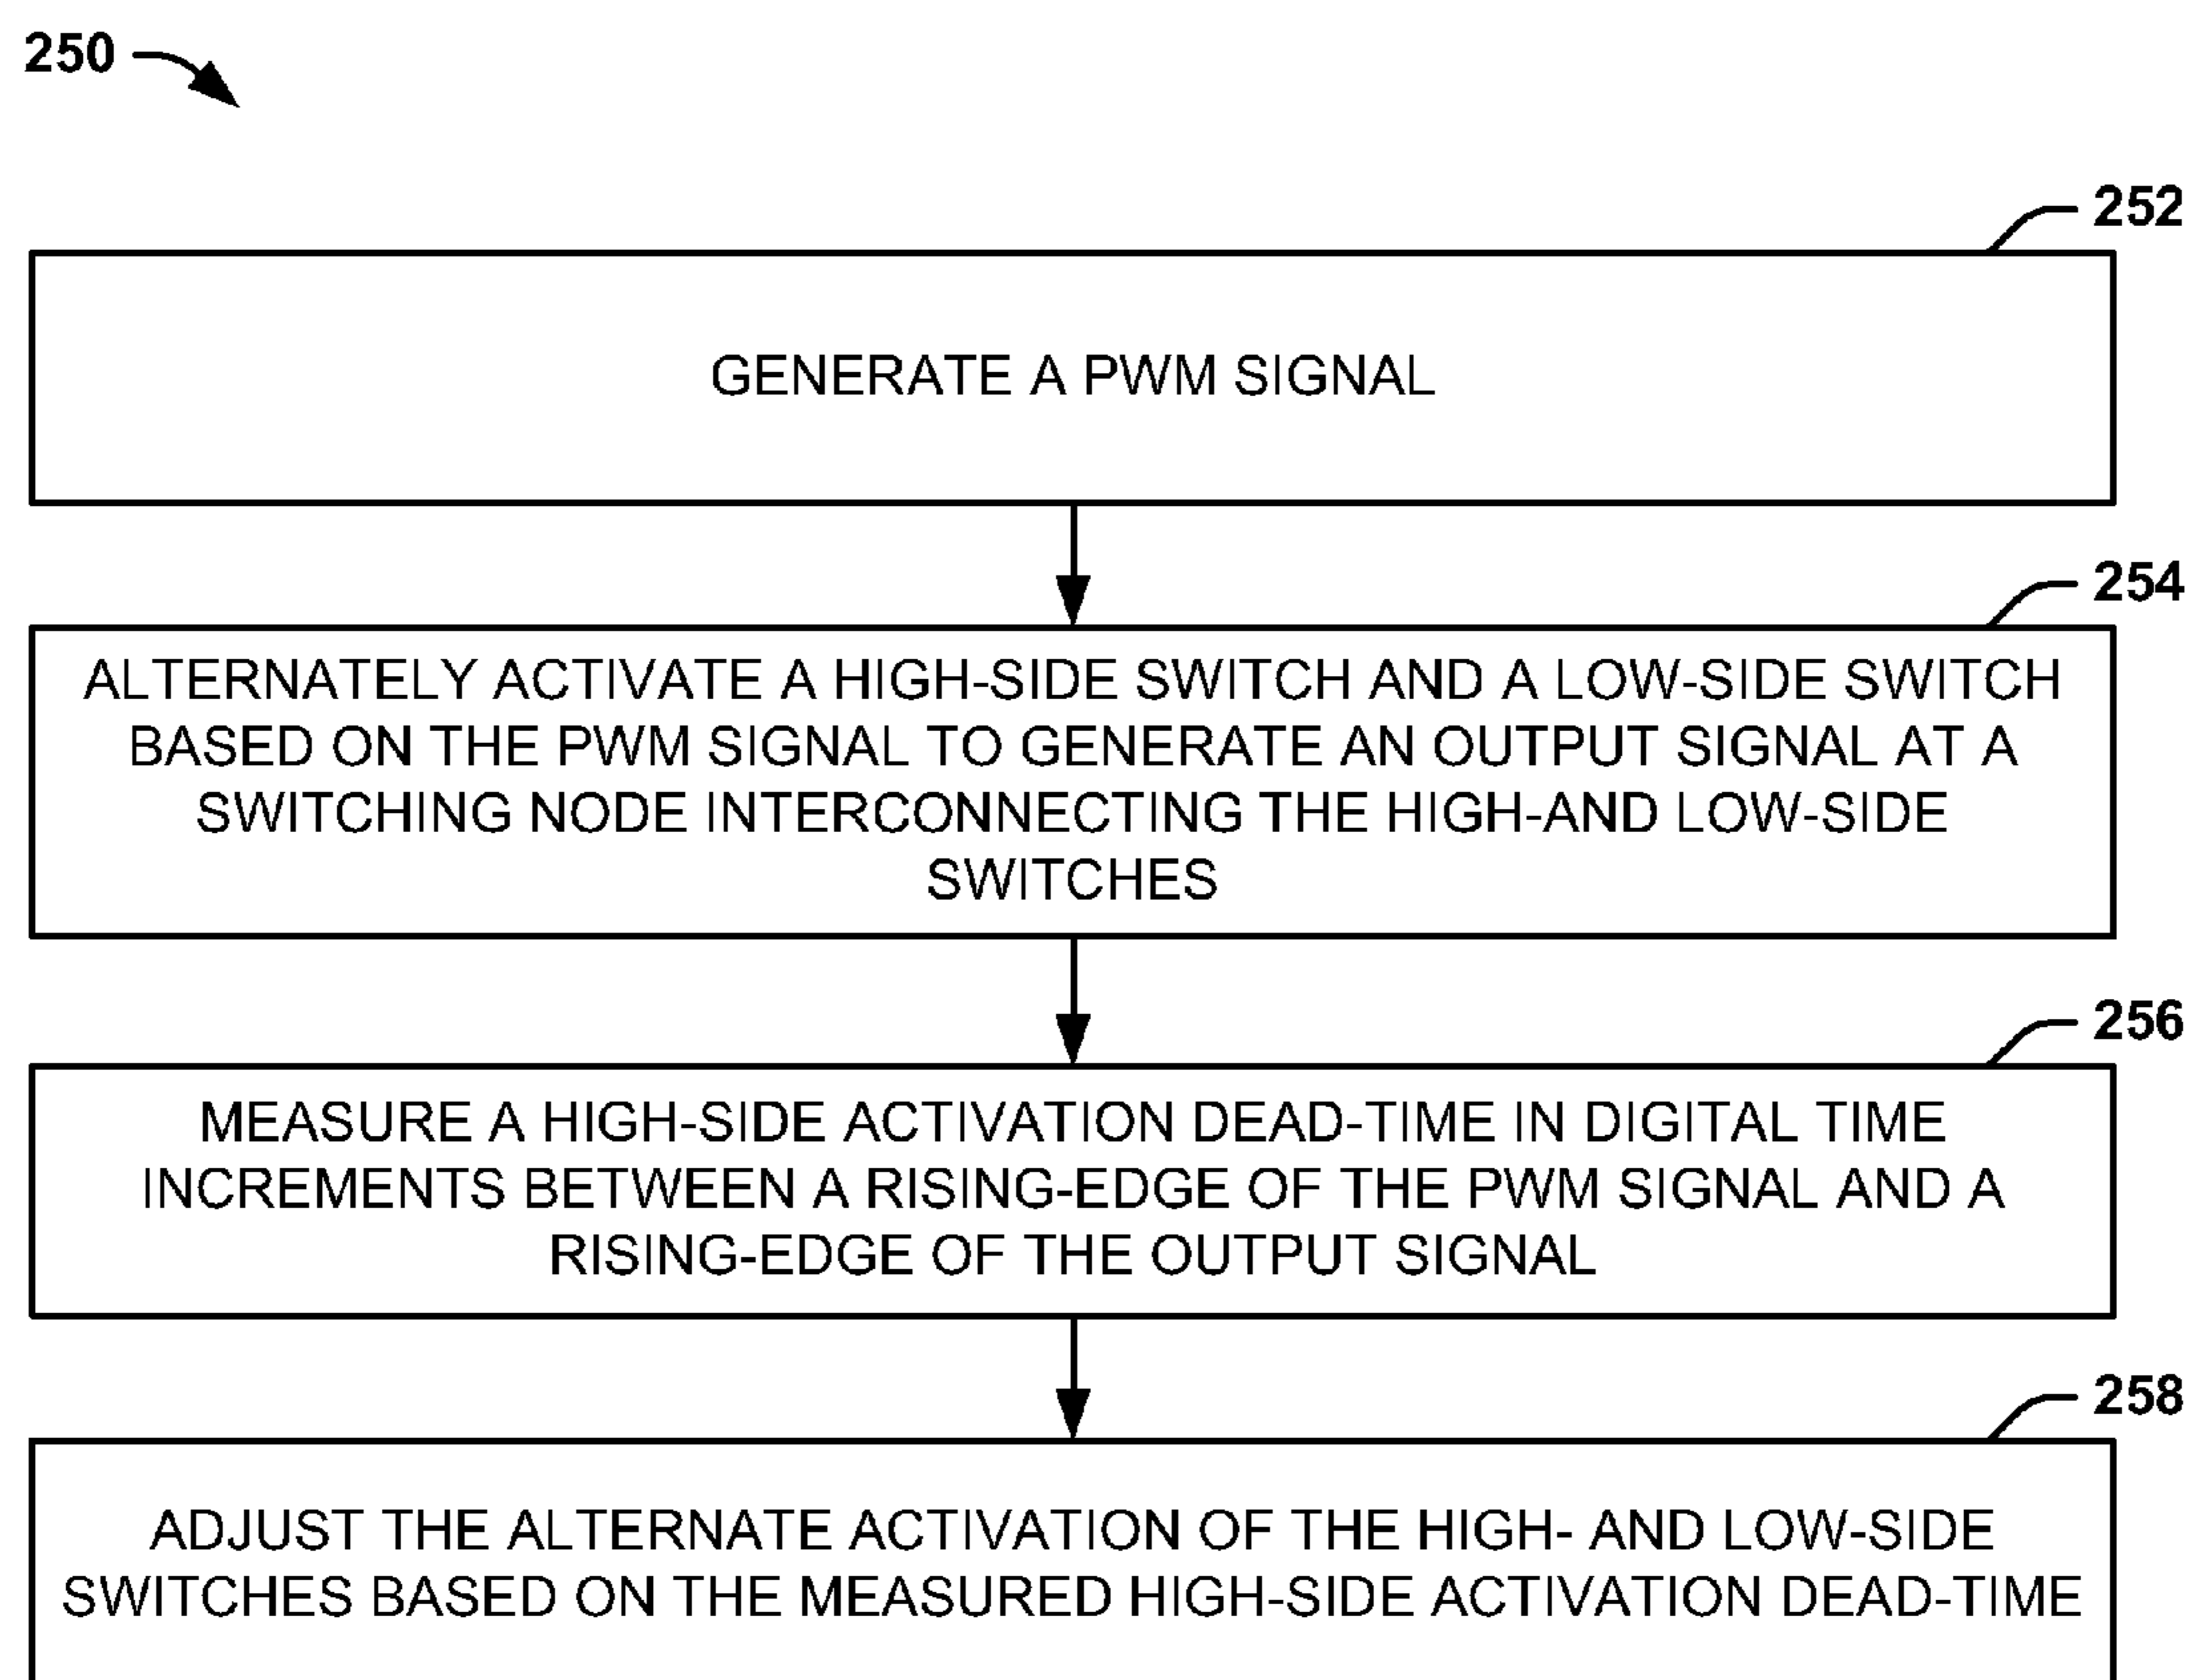 250
252
GENERATE A PWM SIGNAL
254
ALTERNATELY ACTIVATE A HIGH-SIDE SWITCH AND A LOW-SIDE SWITCH
BASED ON THE PWM SIGNAL TO GENERATE AN OUTPUT SIGNAL AT A
SWITCHING NODE INTERCONNECTING THE HIGH-AND LOW-SIDE
SWITCHES
256
MEASURE A HIGH-SIDE ACTIVATION DEAD-TIME IN DIGITAL TIME
INCREMENTS BETWEEN A RISING-EDGE OF THE PWM SIGNAL AND A
RISING-EDGE OF THE OUTPUT SIGNAL
258
ADJUST THE ALTERNATE ACTIVATION OF THE HIGH- AND LOW-SIDE
SWITCHES BASED ON THE MEASURED HIGH-SIDE ACTIVATION DEAD-TIME